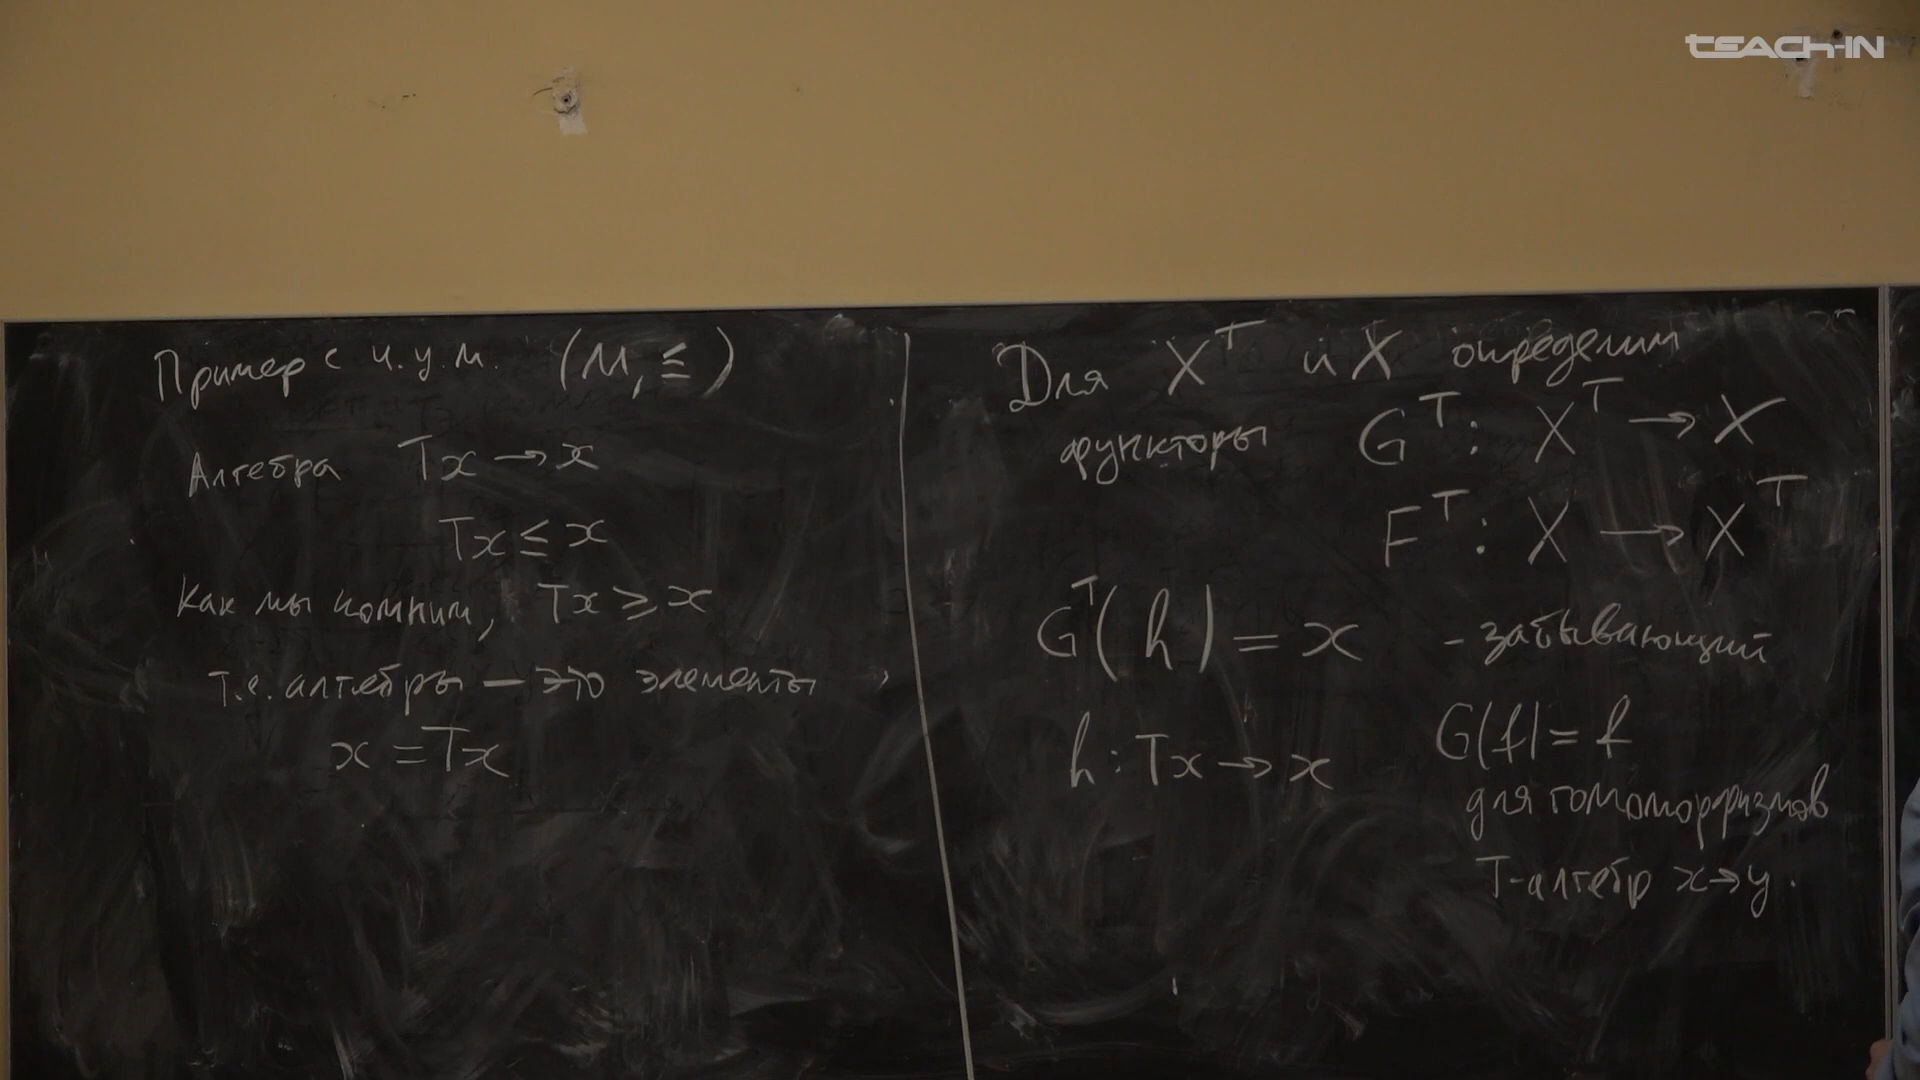 TEACH-IN
Пример с ч.у.м. (M, ≤)
Алгебра Tx → x
Tx ≤ x
Как мы помним, Tx ≥ x
т.е. алгебры — это элементы
x = Tx
Для X^T и X определим
функторы G^T : X^T → X
F^T : X → X^T
G^T(h) = x - забывающий
h : Tx → x G(f) = f
для гомоморфизмов
T-алгебр x → y.